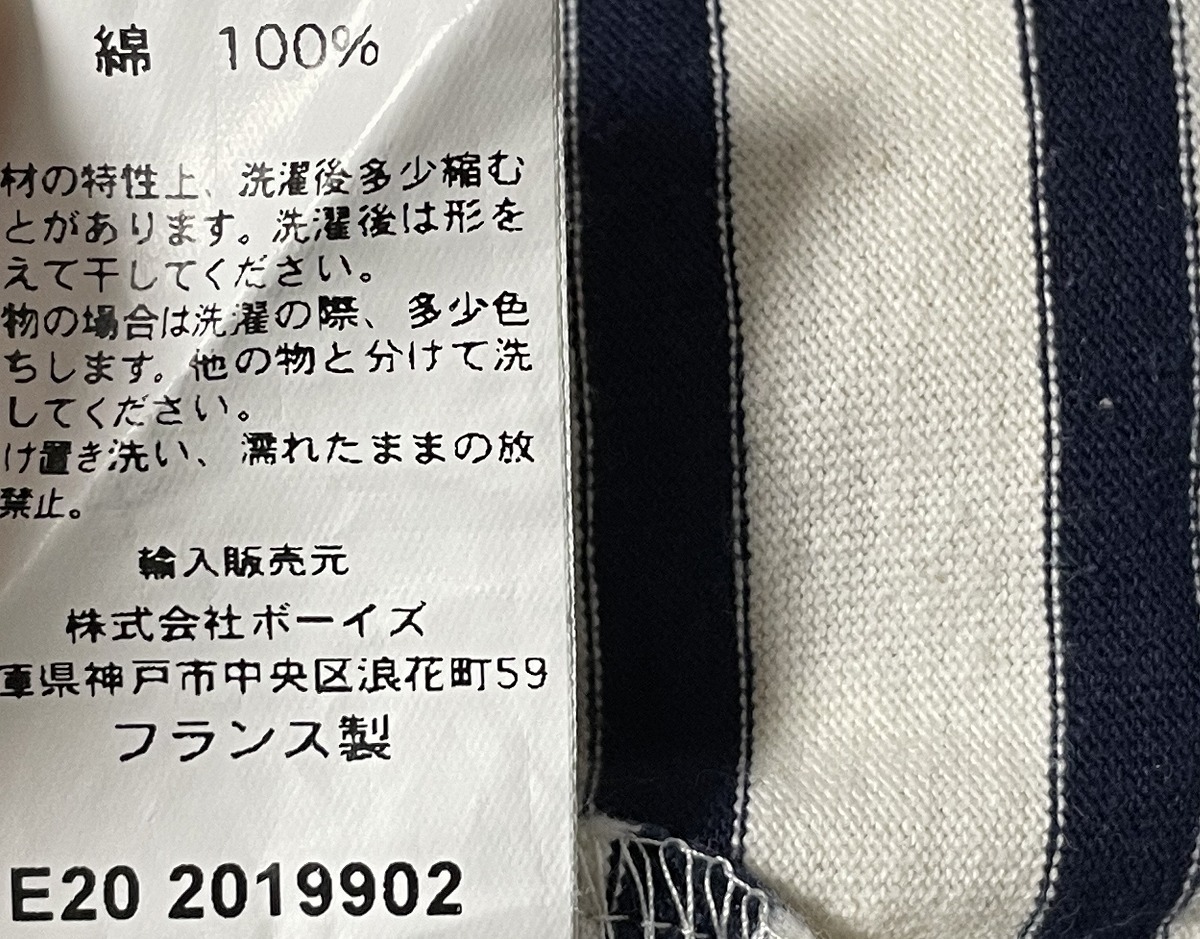 綿 100%
材の特性上、洗濯後多少縮む
とがあります。洗濯後は形を
えて干してください。
物の場合は洗濯の際、多少色
ちします。他の物と分けて洗
してください。
け置き洗い、濡れたままの放
禁止。
輸入販売元
株式会社ボーイズ
庫県神戸市中央区浪花町59
フランス製
E20 2019902